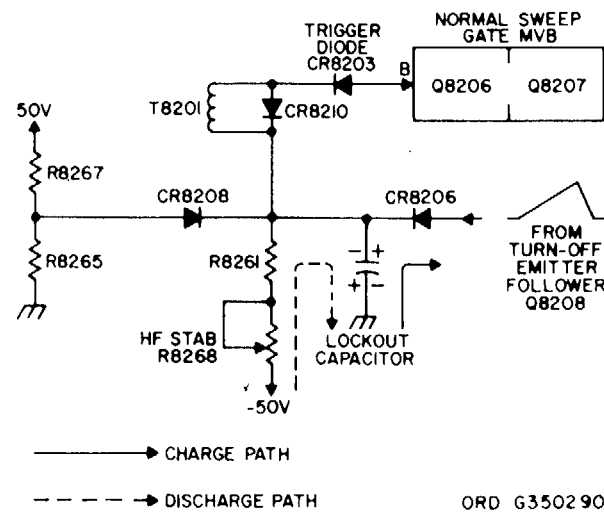 NORMAL SWEEP
GATE MVB
TRIGGER
DIODE
CR8203
B
Q8206
Q8207
T8201
CR8210
50V
R8267
CR8208
CR8206
R8265
R8261
- -
+ +
FROM
TURN-OFF
EMITTER
FOLLOWER
Q8208
HF STAB
R8268
LOCKOUT
CAPACITOR
-50V
CHARGE PATH
DISCHARGE PATH
ORD G350290